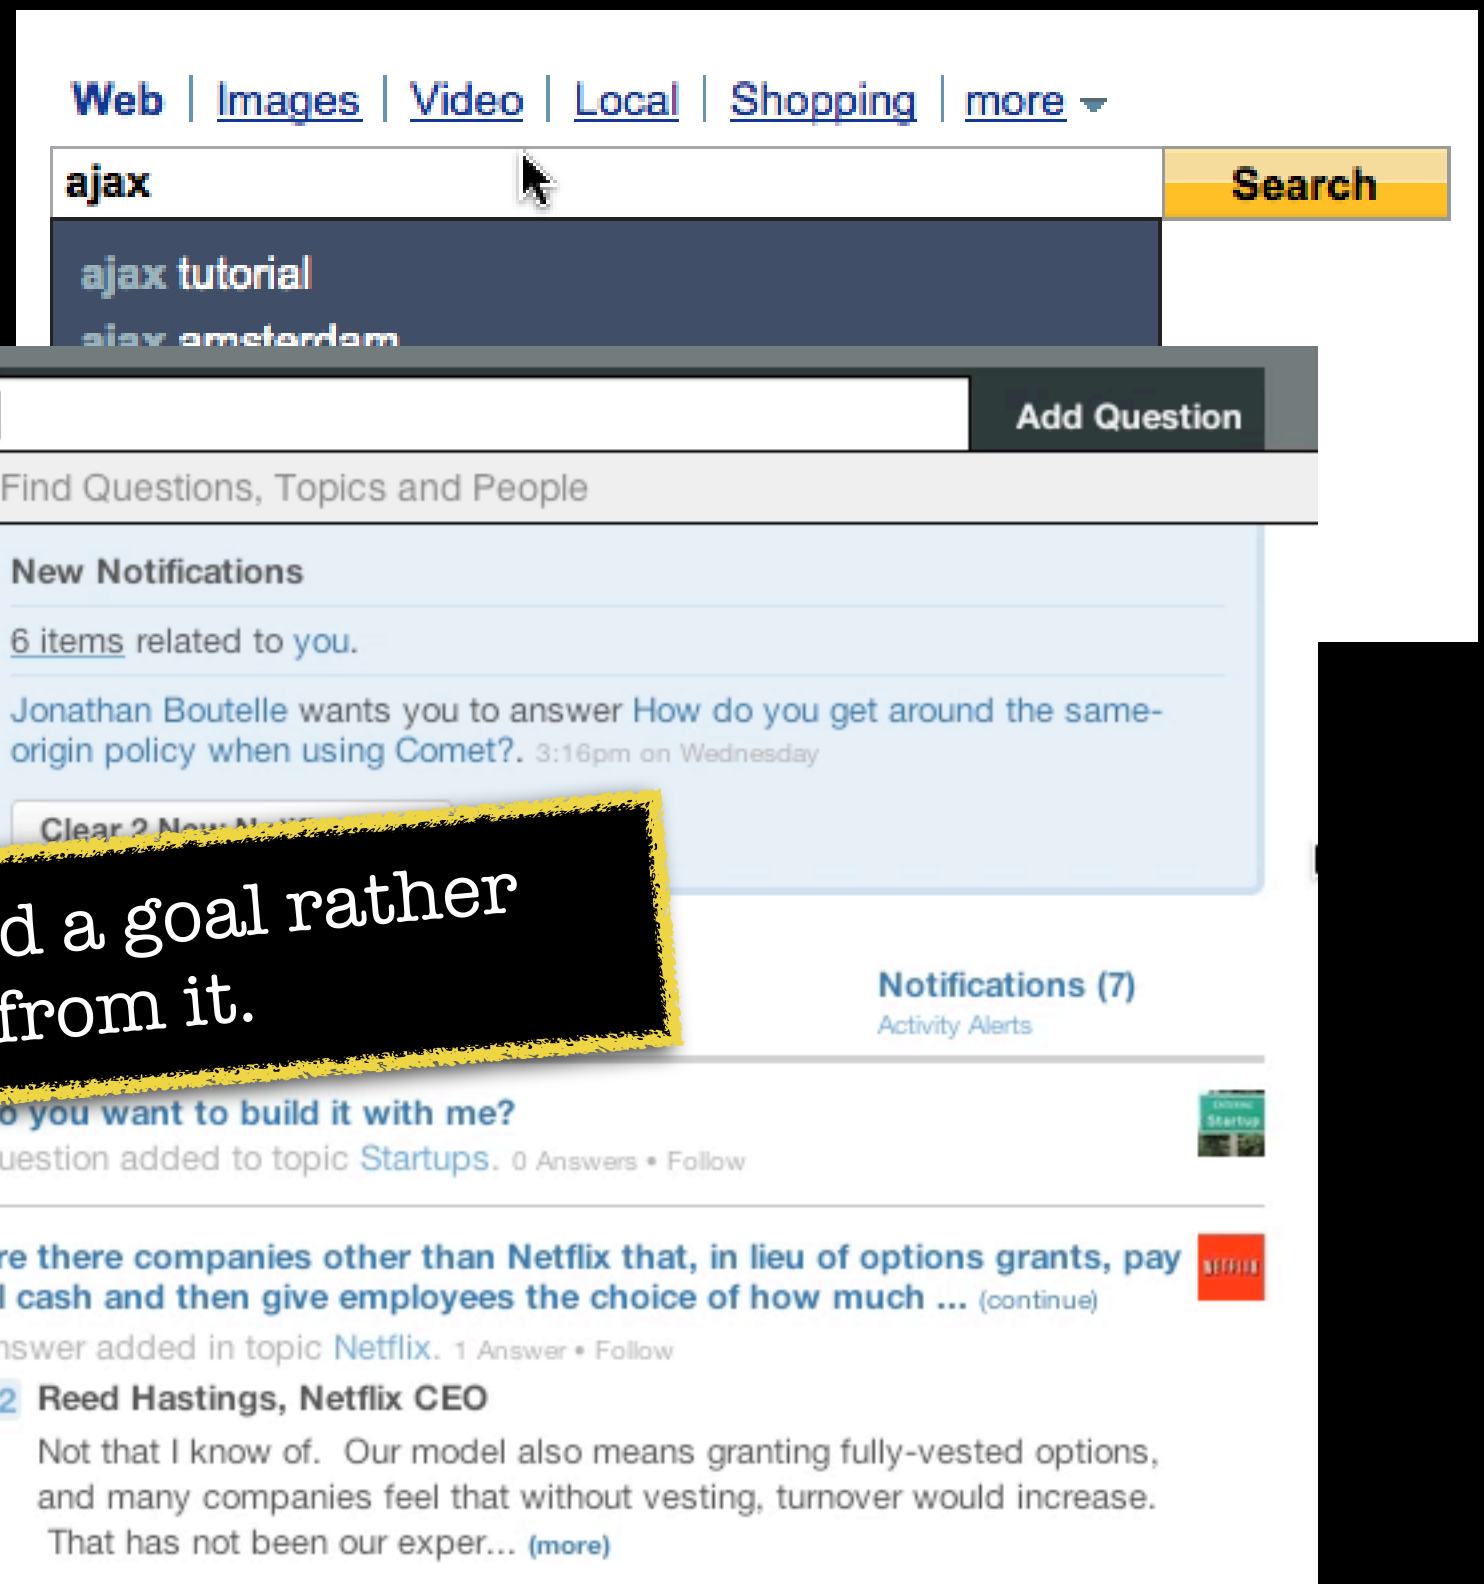 Web Images Video Local Shopping more
ajax Search
ajax tutorial
ajax amsterdam
Add Question
Find Questions, Topics and People
New Notifications
6 items related to you.
Jonathan Boutelle wants you to answer How do you get around the same-
origin policy when using Comet?. 3:16pm on Wednesday
Clear 2 New
d a goal rather
from it.
Notifications (7)
Activity Alerts
o you want to build it with me?
uestion added to topic Startups. 0 Answers • Follow
Startup
re there companies other than Netflix that, in lieu of options grants, pay
l cash and then give employees the choice of how much ... (continue)
NETFLIX
nswer added in topic Netflix. 1 Answer • Follow
2 Reed Hastings, Netflix CEO
Not that I know of. Our model also means granting fully-vested options,
and many companies feel that without vesting, turnover would increase.
That has not been our exper... (more)